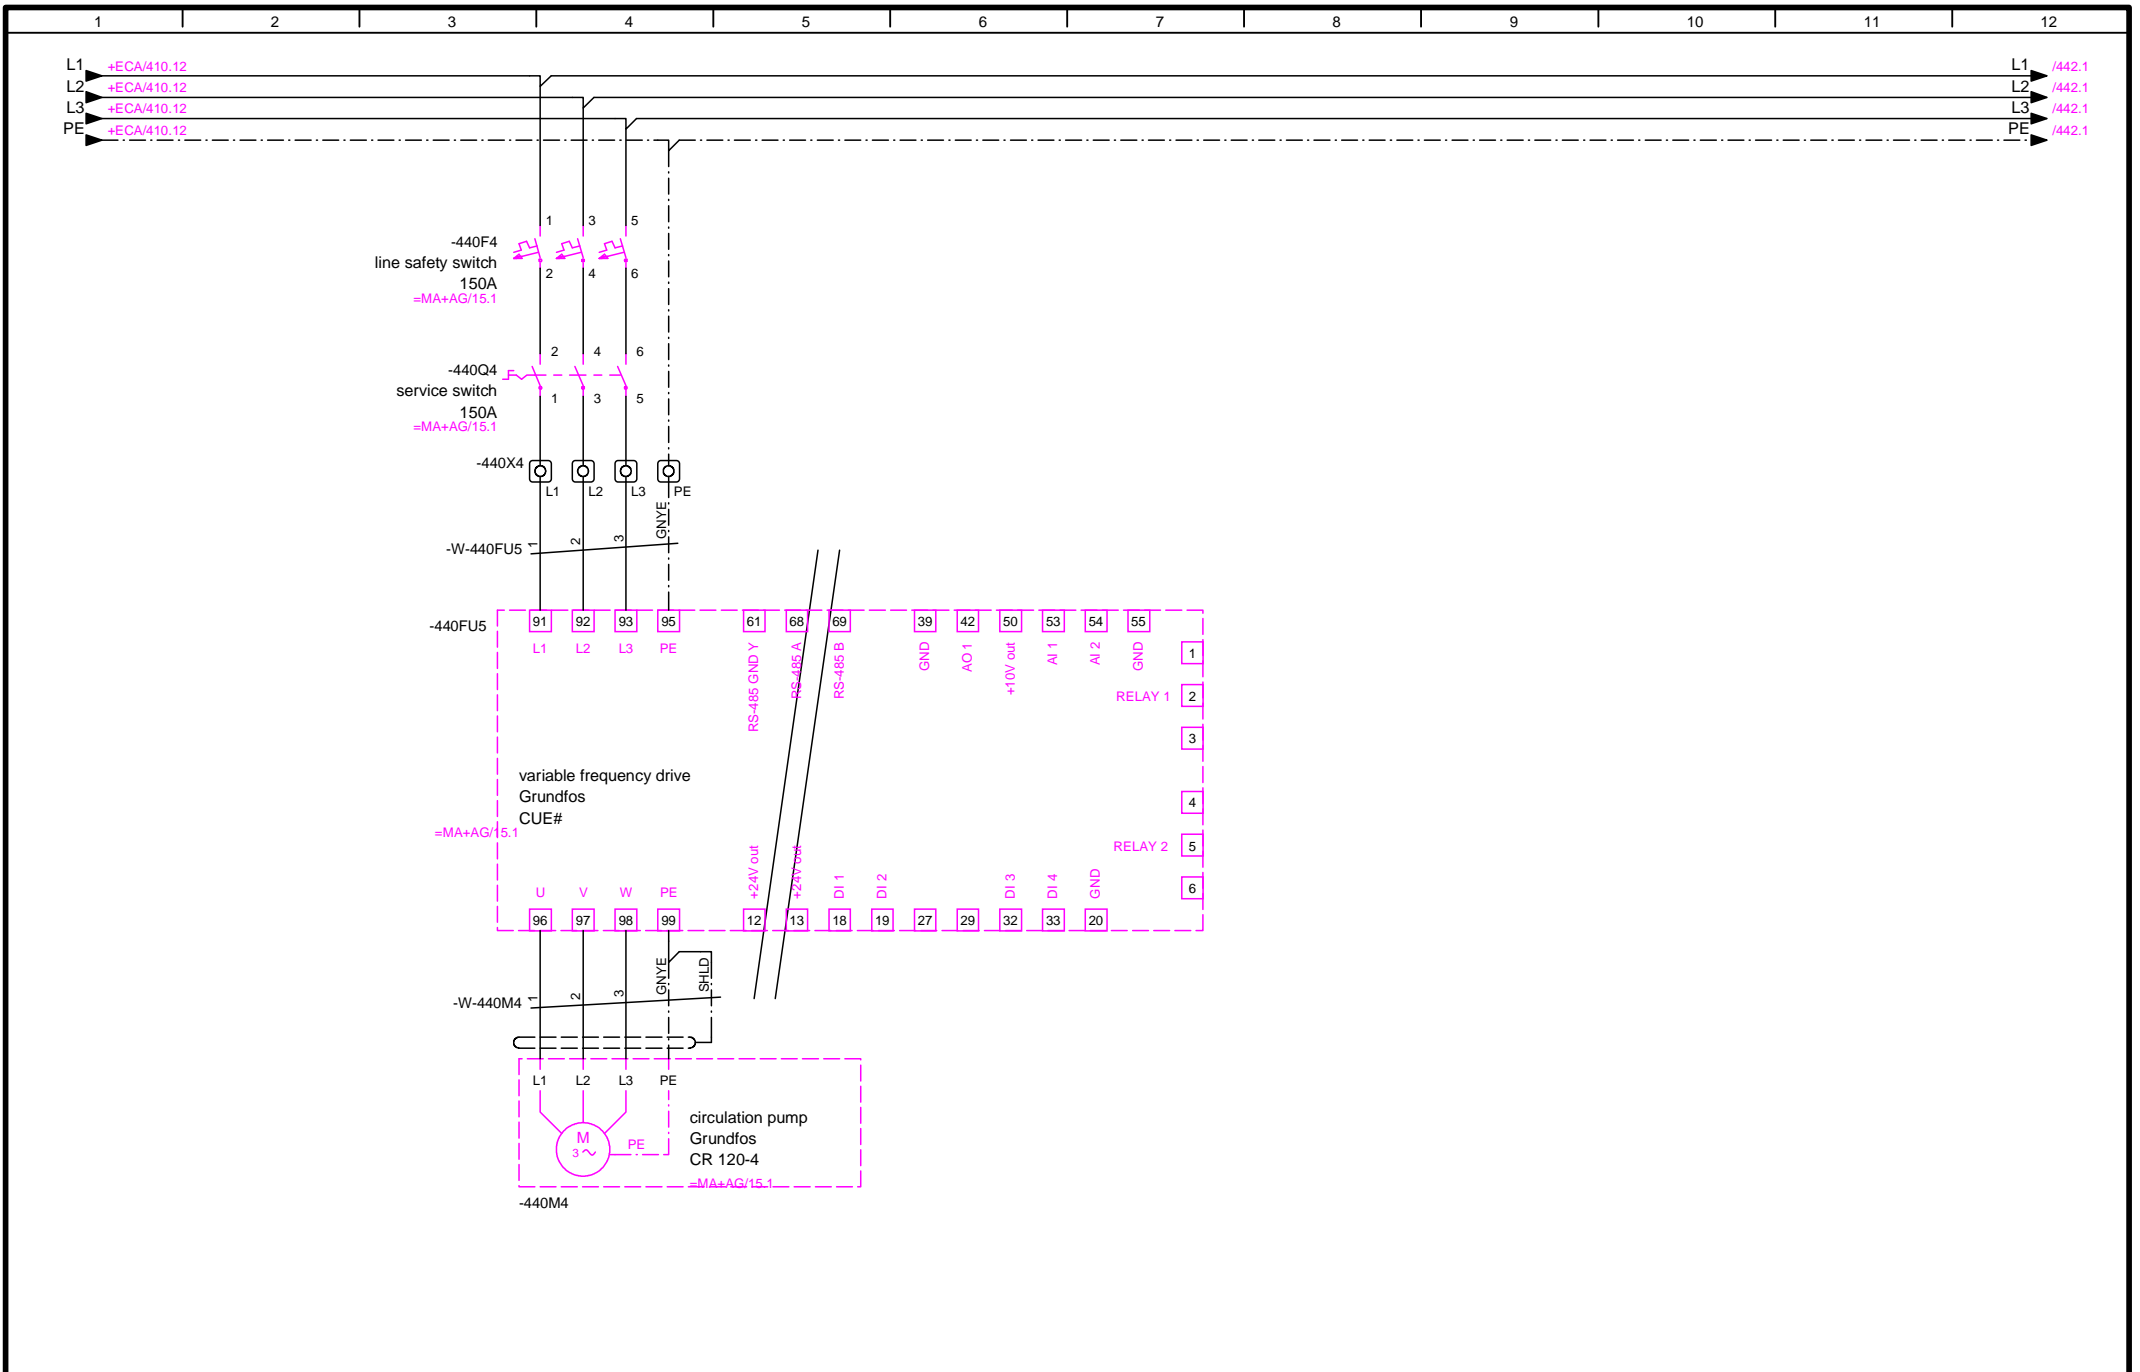 1 2 3 4 5 6 7 8 9 10 11 12
L1 +ECA/410.12 L1 /442.1
L2 +ECA/410.12 L2 /442.1
L3 +ECA/410.12 L3 /442.1
PE +ECA/410.12 PE /442.1
1 3 5
-440F4
line safety switch
2 4 6
150A
=MA+AG/15.1
2 4 6
-440Q4
service switch
1 3 5
150A
=MA+AG/15.1
-440X4
L1 L2 L3 PE
GNYE
-W-440FU5 1 2 3
-440FU5 91 92 93 95 61 68 69 39 42 50 53 54 55
L1 L2 L3 PE RS-485 GND Y RS-485 A RS-485 B GND AO 1 +10V out AI 1 AI 2 GND
1
RELAY 1 2
3
variable frequency drive
Grundfos
CUE#
=MA+AG/15.1
4
RELAY 2 5
6
U V W PE +24V out +24V out DI 1 DI 2 DI 3 DI 4 GND
96 97 98 99 12 13 18 19 27 29 32 33 20
GNYE SHLD
-W-440M4 1 2 3
L1 L2 L3 PE
circulation pump
M
3 PE
Grundfos
CR 120-4
=MA+AG/15.1
-440M4